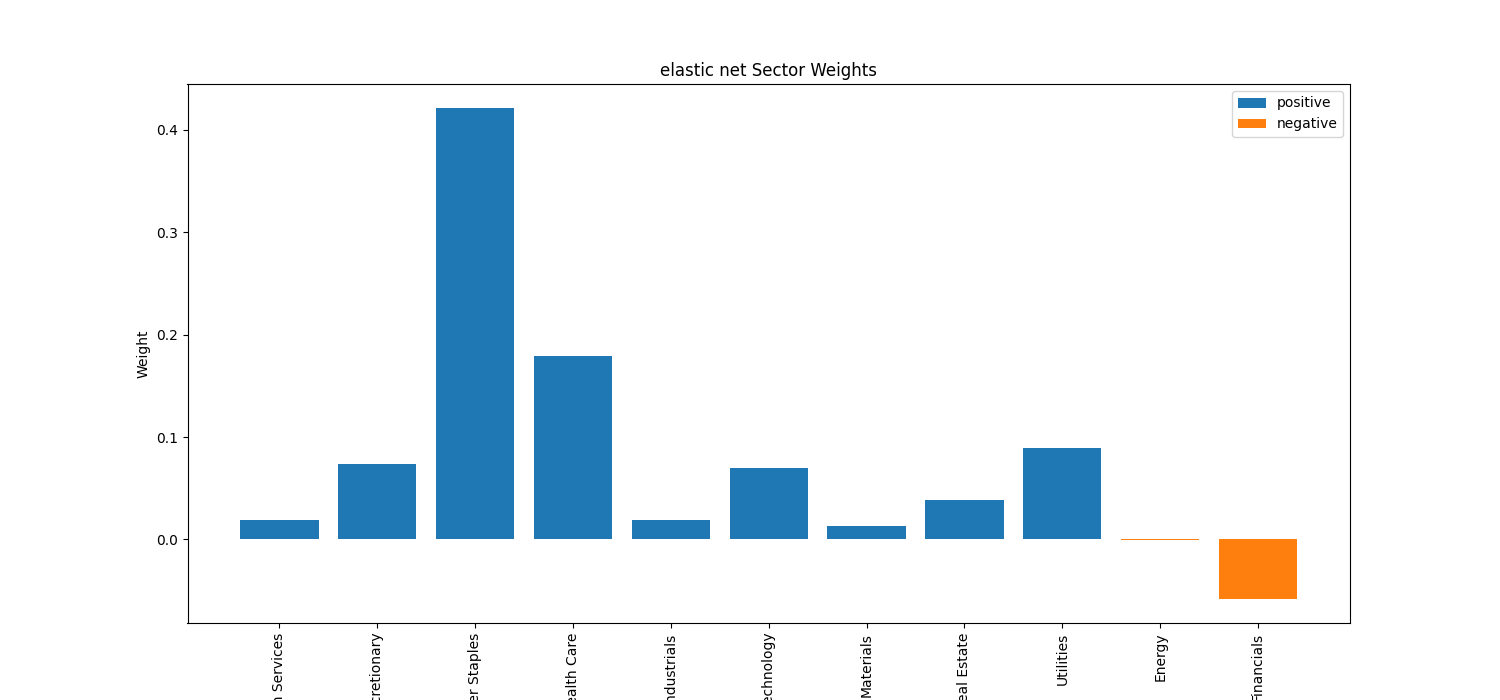 elastic net Sector Weights
positive
negative
0.4
0.3
0.2
0.1
0.0
Weight
Services
cretionary
er Staples
ealth Care
ndustrials
echnology
Materials
eal Estate
Utilities
Energy
Financials